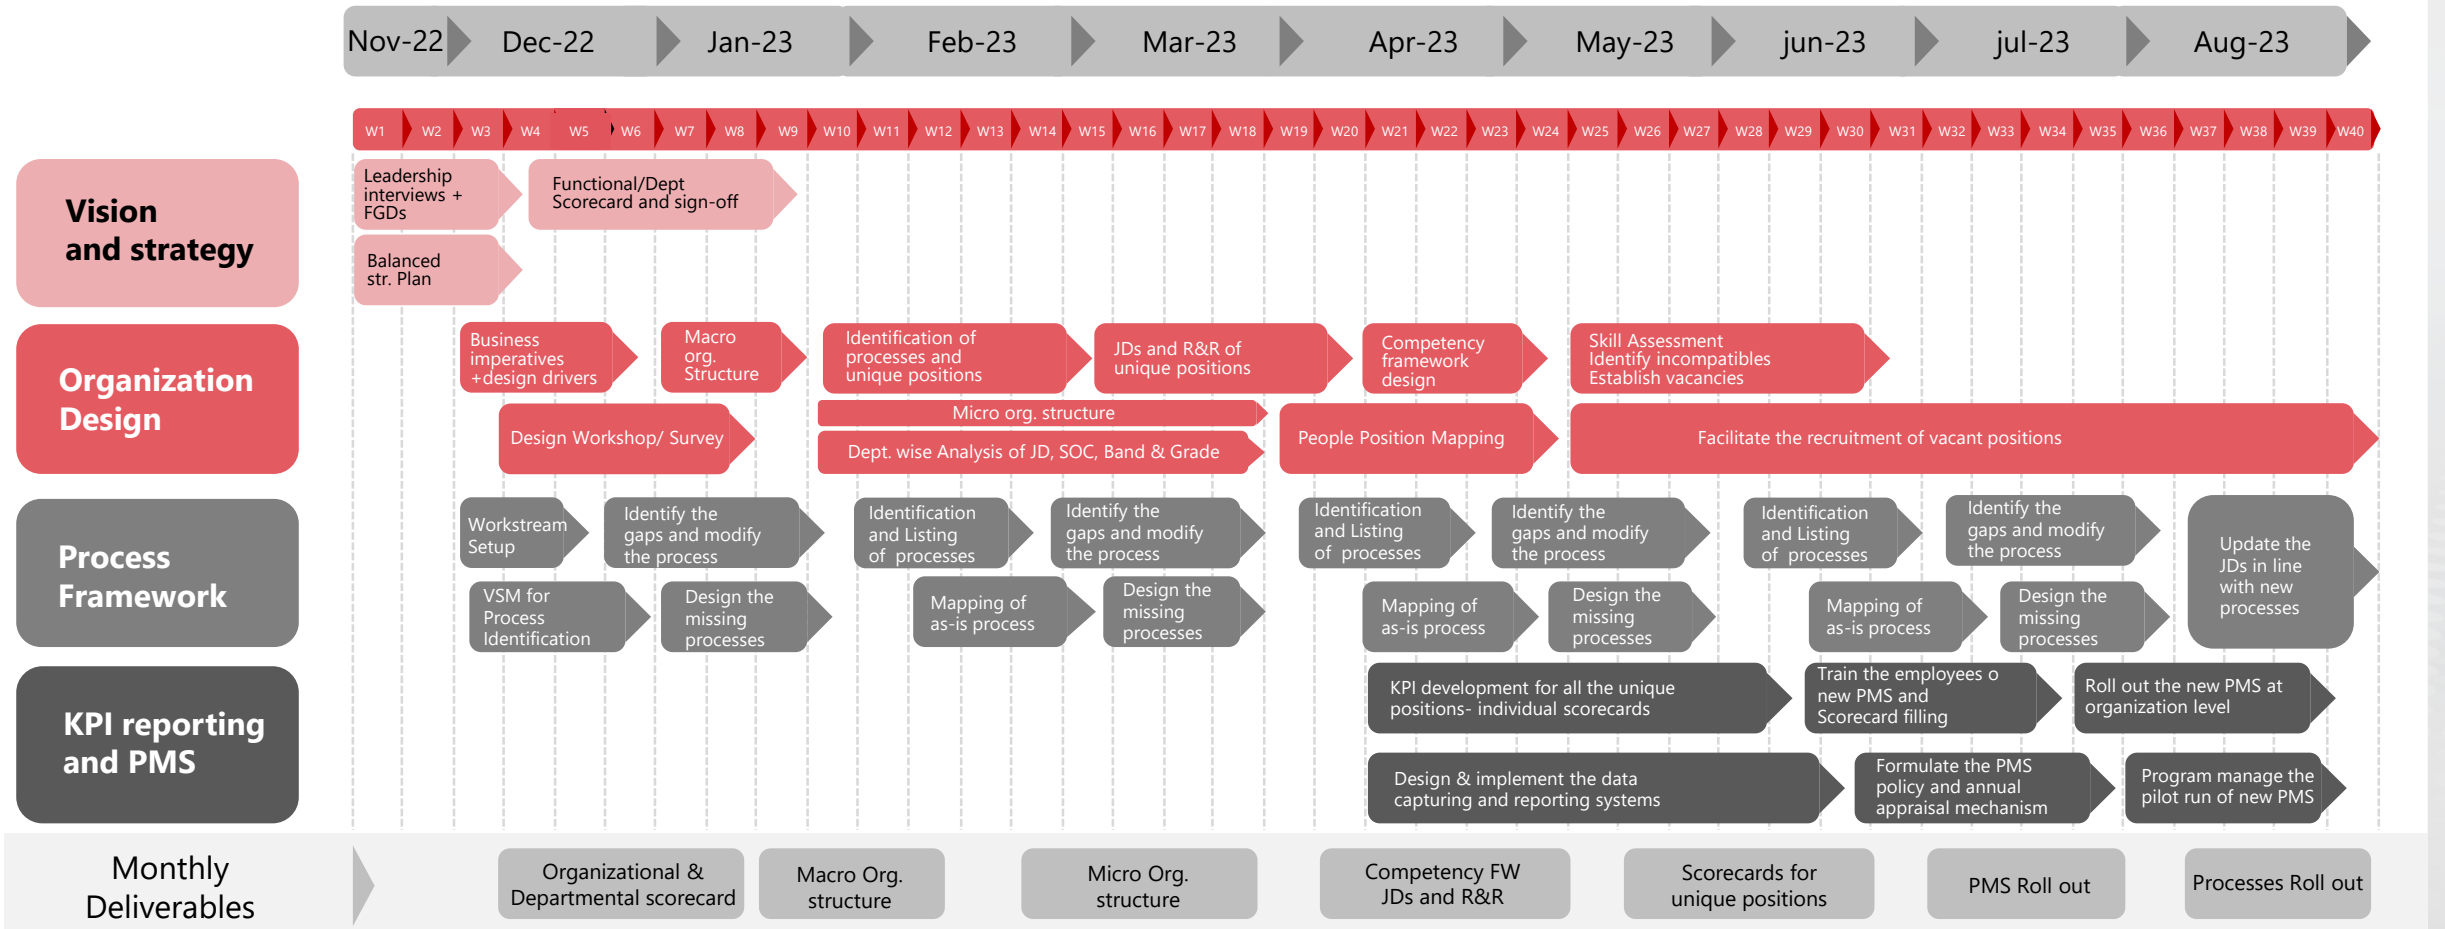 Nov-22
Dec-22
Jan-23
Feb-23
Mar-23
Apr-23
May-23
jun-23
jul-23
Aug-23
W1
W2
W3
W4
W5
W6
W7
W8
W9
W10
W11
W12
W13
W14
W15
W16
W17
W18
W19
W20
W21
W22
W23
W24
W25
W26
W27
W28
W29
W30
W31
W32
W33
W34
W35
W36
W37
W38
W39
W40
Vision
and strategy
Leadership
interviews +
FGDs
Functional/Dept
Scorecard and sign-off
Balanced
str. Plan
Organization
Design
Business
imperatives
+design drivers
Macro
org.
Structure
Identification of
processes and
unique positions
JDs and R&R of
unique positions
Competency
framework
design
Skill Assessment
Identify incompatibles
Establish vacancies
Design Workshop/ Survey
Micro org. structure
Dept. wise Analysis of JD, SOC, Band & Grade
People Position Mapping
Facilitate the recruitment of vacant positions
Process
Framework
Workstream
Setup
Identify the
gaps and modify
the process
Identification
and Listing
of processes
Identify the
gaps and modify
the process
Identification
and Listing
of processes
Identify the
gaps and modify
the process
Identification
and Listing
of processes
Identify the
gaps and modify
the process
Update the
JDs in line
with new
processes
VSM for
Process
Identification
Design the
missing
processes
Mapping of
as-is process
Design the
missing
processes
Mapping of
as-is process
Design the
missing
processes
Mapping of
as-is process
Design the
missing
processes
KPI reporting
and PMS
KPI development for all the unique
positions- individual scorecards
Train the employees o
new PMS and
Scorecard filling
Roll out the new PMS at
organization level
Design & implement the data
capturing and reporting systems
Formulate the PMS
policy and annual
appraisal mechanism
Program manage the
pilot run of new PMS
Monthly
Deliverables
Organizational &
Departmental scorecard
Macro Org.
structure
Micro Org.
structure
Competency FW
JDs and R&R
Scorecards for
unique positions
PMS Roll out
Processes Roll out